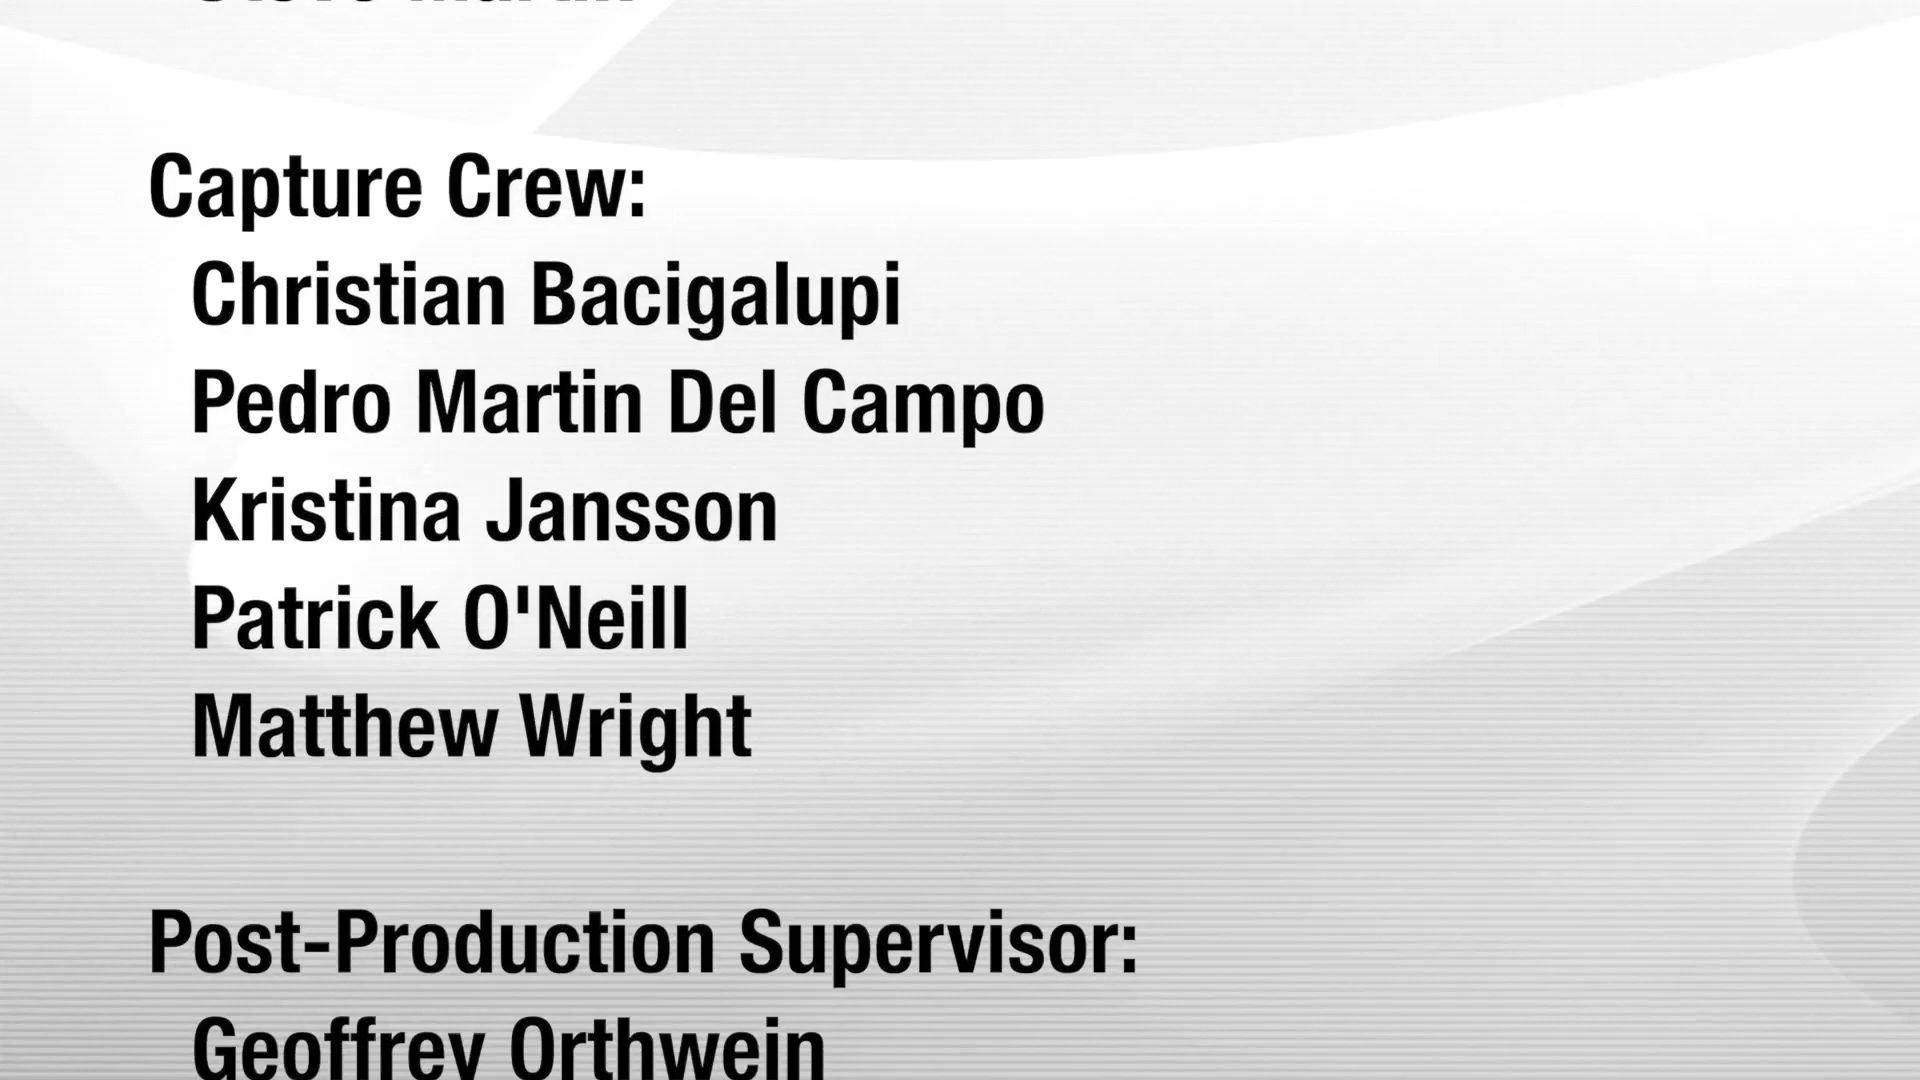 Capture Crew:
Christian Bacigalupi
Pedro Martin Del Campo
Kristina Jansson
Patrick O'Neill
Matthew Wright
Post-Production Supervisor:
Geoffrey Orthwein